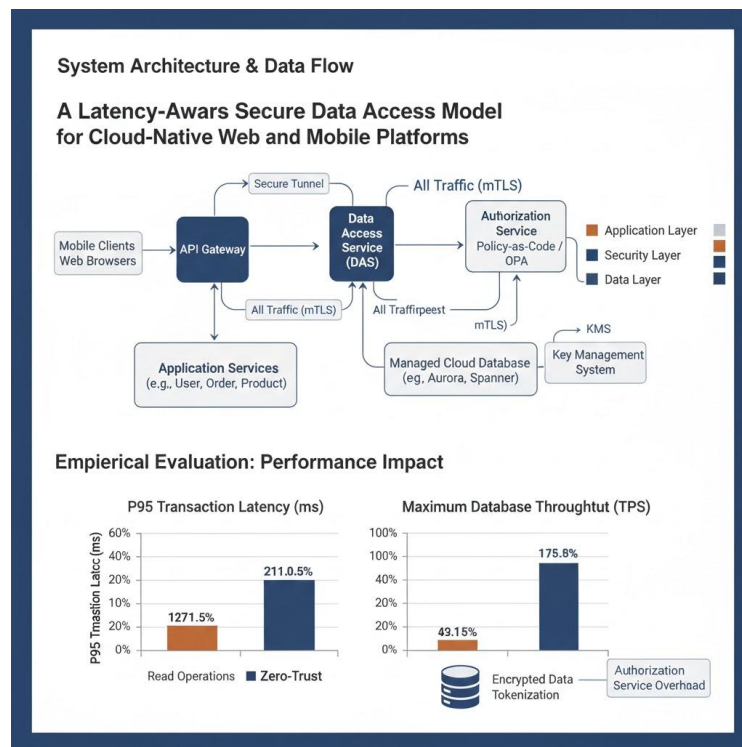 System Architecture & Data Flow
A Latency-Awars Secure Data Access Model
for Cloud-Native Web and Mobile Platforms
Secure Tunnel
All Traffic (mTLS)
Mobile Clients
Web Browsers
API Gateway
Data
Access
Service
(DAS)
Authorization
Service
Policy-as-Code /
OPA
Application Layer
Security Layer
Data Layer
All Traffic (mTLS)
All Traffirpeest
mTLS)
KMS
Application Services
(e.g., User, Order, Product)
Managed Cloud Database
(eg, Aurora, Spanner)
Key Management
System
Empierical Evaluation: Performance Impact
P95 Transaction Latency (ms)
P95 Tmastion Latcc (ms)
60%
40%
20%
10%
20%
0%
1271.5%
211.0.5%
Read Operations
Zero-Trust
Maximum Database Throughtut (TPS)
100%
100%
40%
20%
20%
0%
43.15%
175.8%
Encrypted Data
Tokenization
Authorization
Service Overhoad